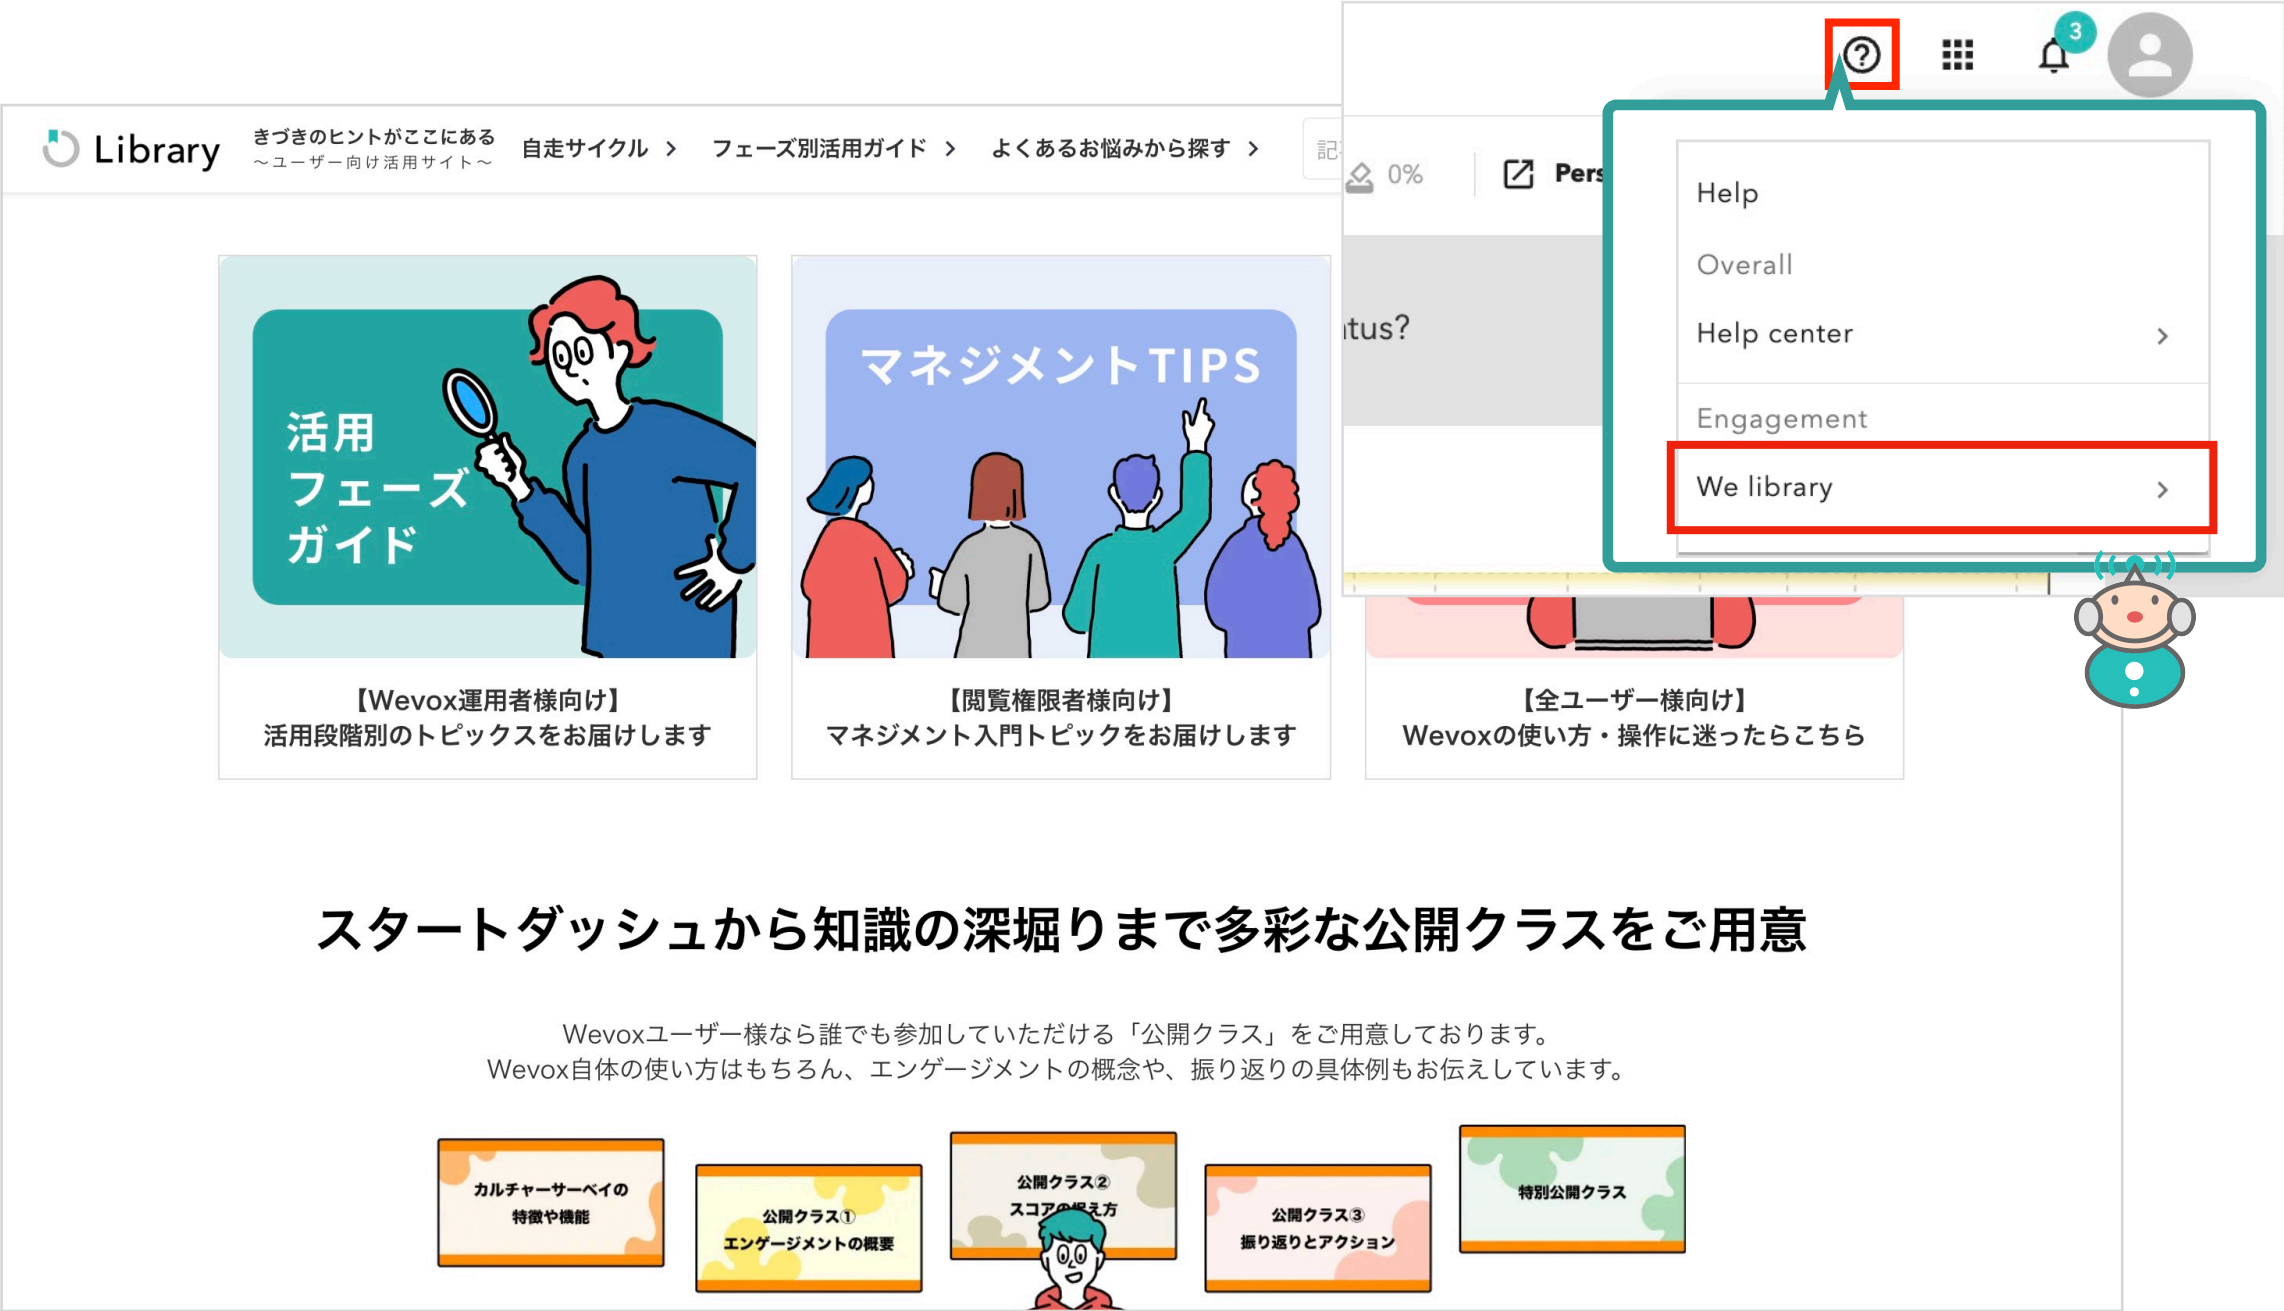 3
Library
きづきのヒントがここにある
〜ユーザー向け活用サイト〜
自走サイクル
フェーズ別活用ガイド
よくあるお悩みから探す
0%
Help
Overall
Help center
Engagement
We library
tus?
活用
フェーズ
ガイド
マネジメントTIPS
【Wevox運用者様向け】
活用段階別のトピックスをお届けします
【閲覧権限者様向け】
マネジメント入門トピックをお届けします
【全ユーザー様向け】
Wevoxの使い方・操作に迷ったらこちら
スタートダッシュから知識の深堀りまで多彩な公開クラスをご用意
Wevoxユーザー様なら誰でも参加していただける「公開クラス」をご用意しております。
Wevox自体の使い方はもちろん、エンゲージメントの概念や、振り返りの具体例もお伝えしています。
カルチャーサーベイの
特徴や機能
公開クラス①
エンゲージメントの概要
公開クラス②
スコアの捉え方
公開クラス③
振り返りとアクション
特別公開クラス